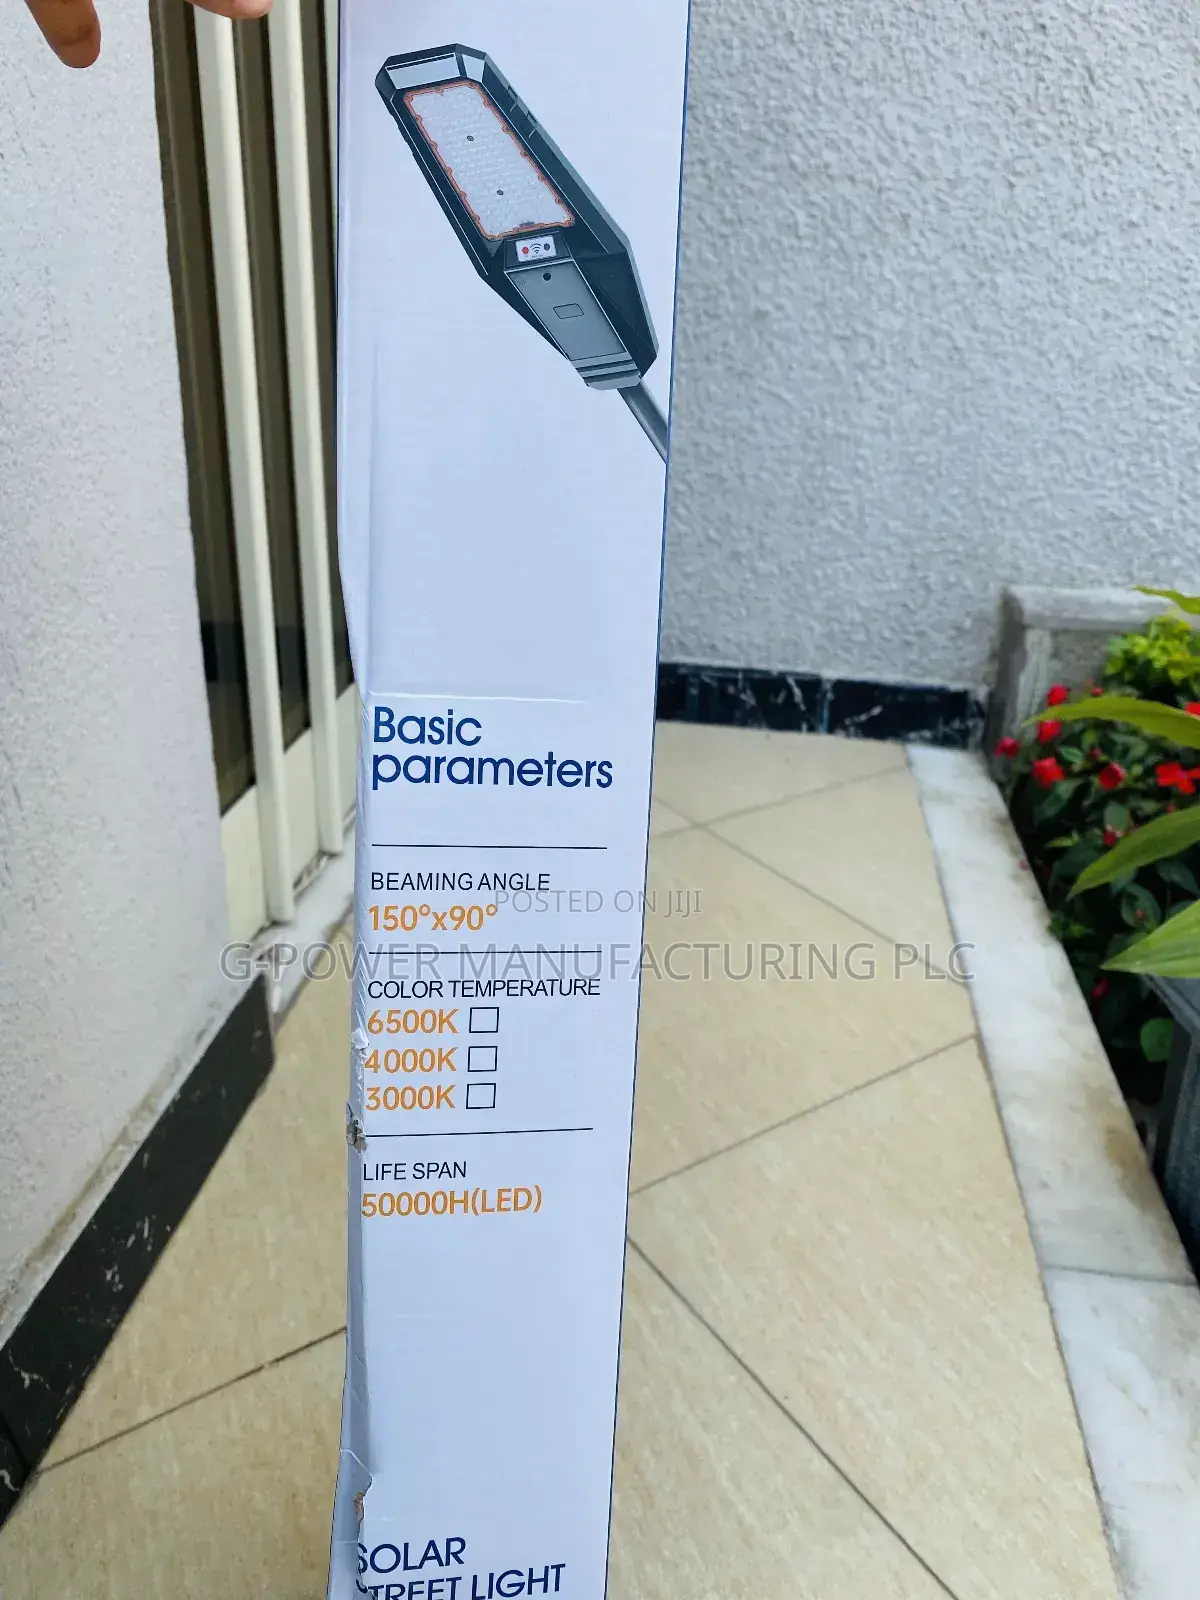 Basic
parameters
BEAMING ANGLE
150°x90°
POSTED ON JIJI
G-POWER MANUFACTURING PLC
COLOR TEMPERATURE
6500K
4000K
3000K
LIFE SPAN
50000H(LED)
SOLAR
STREET LIGHT